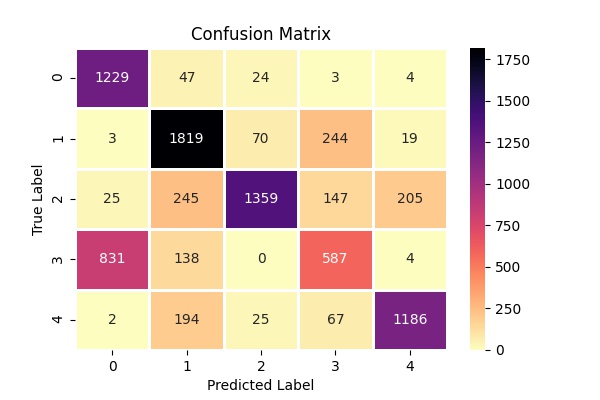 Confusion Matrix
True Label
0 1229 47 24 3 4
1 3 1819 70 244 19
2 25 245 1359 147 205
3 831 138 0 587 4
4 2 194 25 67 1186
0 1 2 3 4
Predicted Label
1750
1500
1250
1000
750
500
250
0